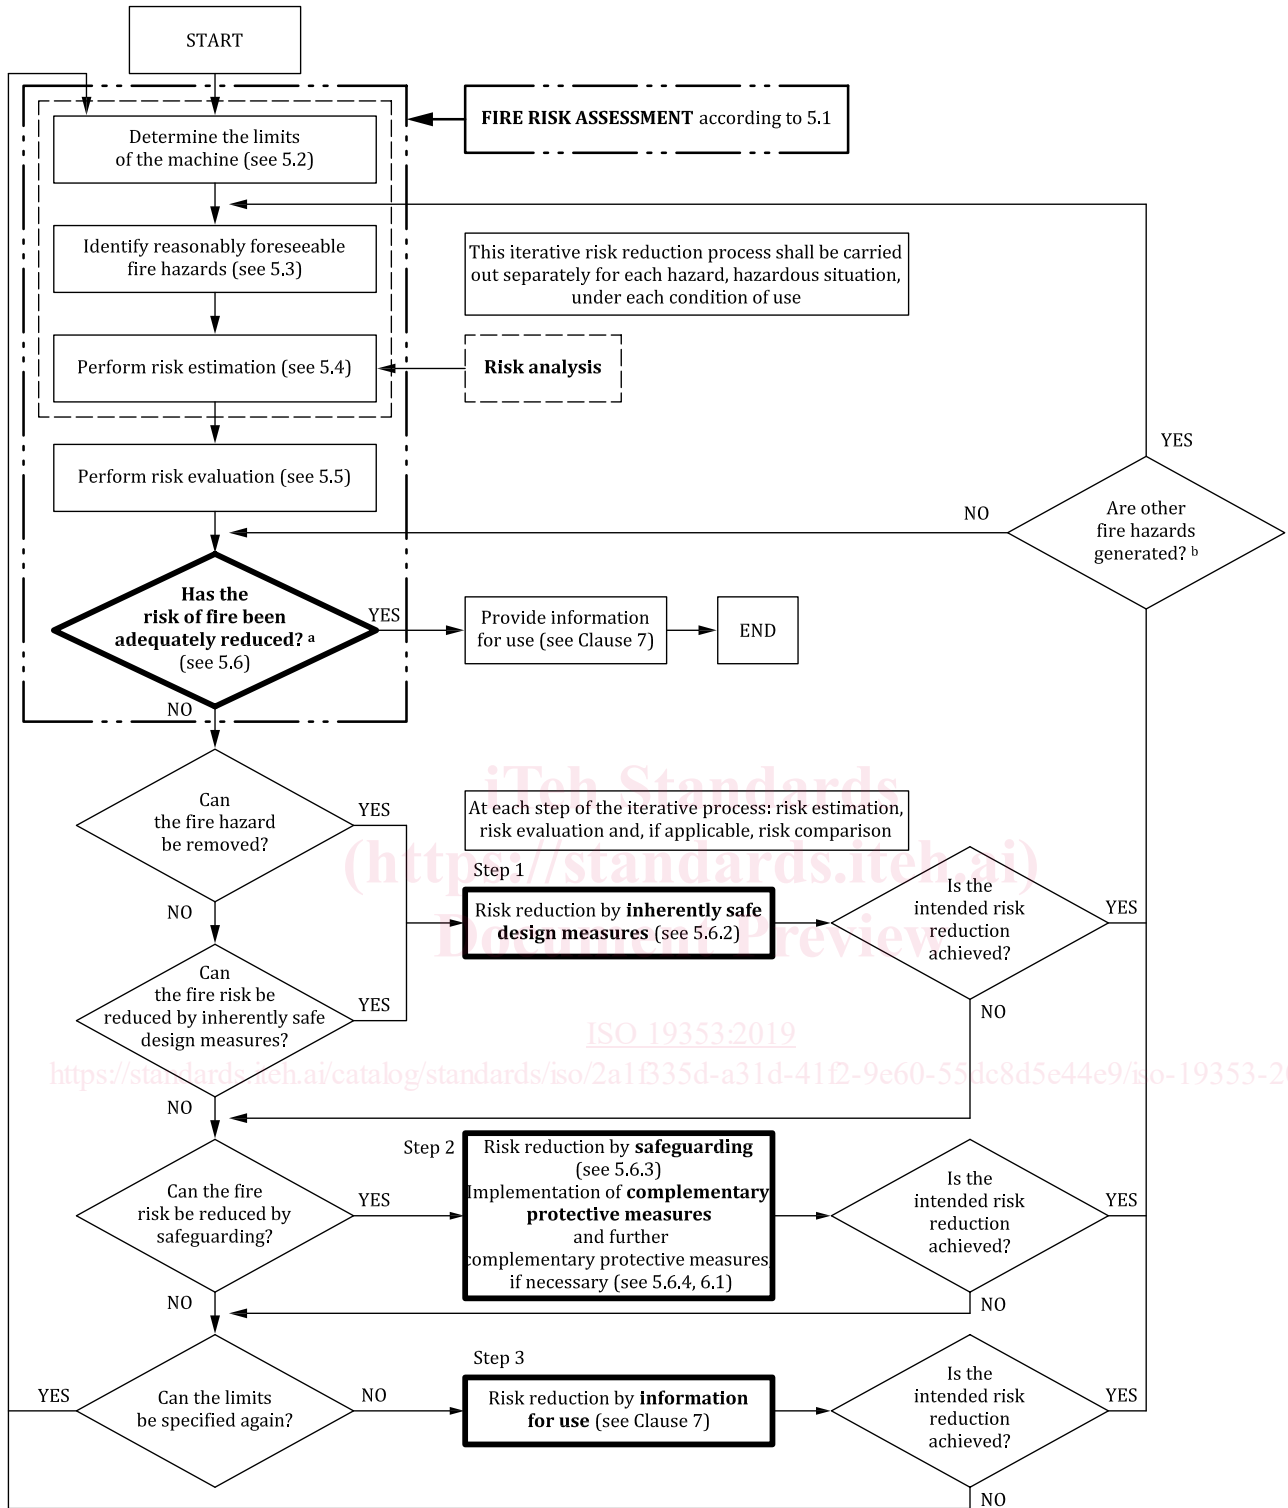 START
FIRE RISK ASSESSMENT according to 5.1
Determine the limits
of the machine (see 5.2)
Identify reasonably foreseeable
fire hazards (see 5.3)
This iterative risk reduction process shall be carried
out separately for each hazard, hazardous situation,
under each condition of use
Perform risk estimation (see 5.4)
Risk analysis
YES
Perform risk evaluation (see 5.5)
NO
Are other
fire hazards
generated? b
Has the
risk of fire been
adequately reduced? a
(see 5.6)
YES
Provide information
for use (see Clause 7)
END
NO
iTeh Standards
(https://standards.iteh.ai)
Document Preview
Can
the fire hazard
be removed?
YES
At each step of the iterative process: risk estimation,
risk evaluation and, if applicable, risk comparison
Step 1
NO
Risk reduction by inherently safe
design measures (see 5.6.2)
Is the
intended risk
reduction
achieved?
YES
Can
the fire risk be
reduced by inherently safe
design measures?
YES
NO
ISO 19353:2019
https://standards.iteh.ai/catalog/standards/iso/2a1f335d-a31d-41f2-9e60-55dc8d5e44e9/iso-19353-20
NO
Step 2
Can the fire
risk be reduced by
safeguarding?
YES
Risk reduction by safeguarding
(see 5.6.3)
Implementation of complementary
protective measures
and further
complementary protective measures,
if necessary (see 5.6.4, 6.1)
Is the
intended risk
reduction
achieved?
YES
NO
NO
Step 3
YES
Can the limits
be specified again?
NO
Risk reduction by information
for use (see Clause 7)
Is the
intended risk
reduction
achieved?
YES
NO